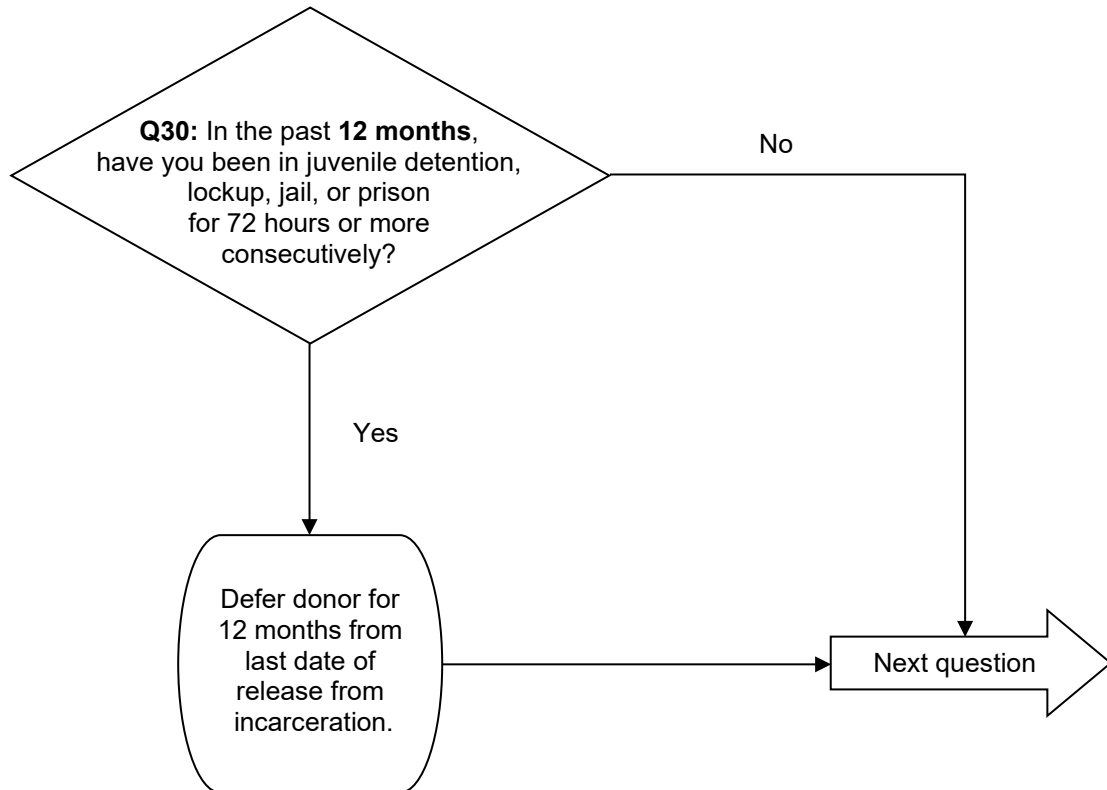 Q30: In the past 12 months,
have you been in juvenile detention,
lockup, jail, or prison
for 72 hours or more
consecutively?
No
Yes
Defer donor for
12 months from
last date of
release from
incarceration.
Next question